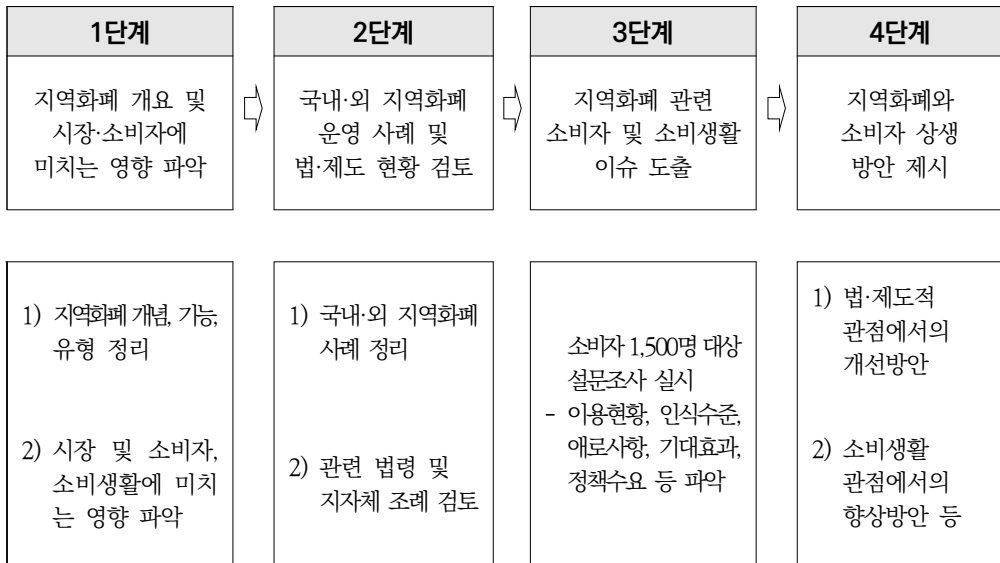 1단계
지역화폐 개요 및
시장·소비자에
미치는 영향 파악
2단계
국내·외 지역화폐
운영 사례 및
법·제도 현황 검토
3단계
지역화폐 관련
소비자 및 소비생활
이슈 도출
4단계
지역화폐와
소비자 상생
방안 제시
1) 지역화폐 개념, 기능,
유형 정리
2) 시장 및 소비자,
소비생활에 미치
는 영향 파악
1) 국내·외 지역화폐
사례 정리
2) 관련 법령 및
지자체 조례 검토
소비자 1,500명 대상
설문조사 실시
- 이용현황, 인식수준,
애로사항, 기대효과,
정책수요 등 파악
1) 법·제도적
관점에서의
개선방안
2) 소비생활
관점에서의
향상방안 등